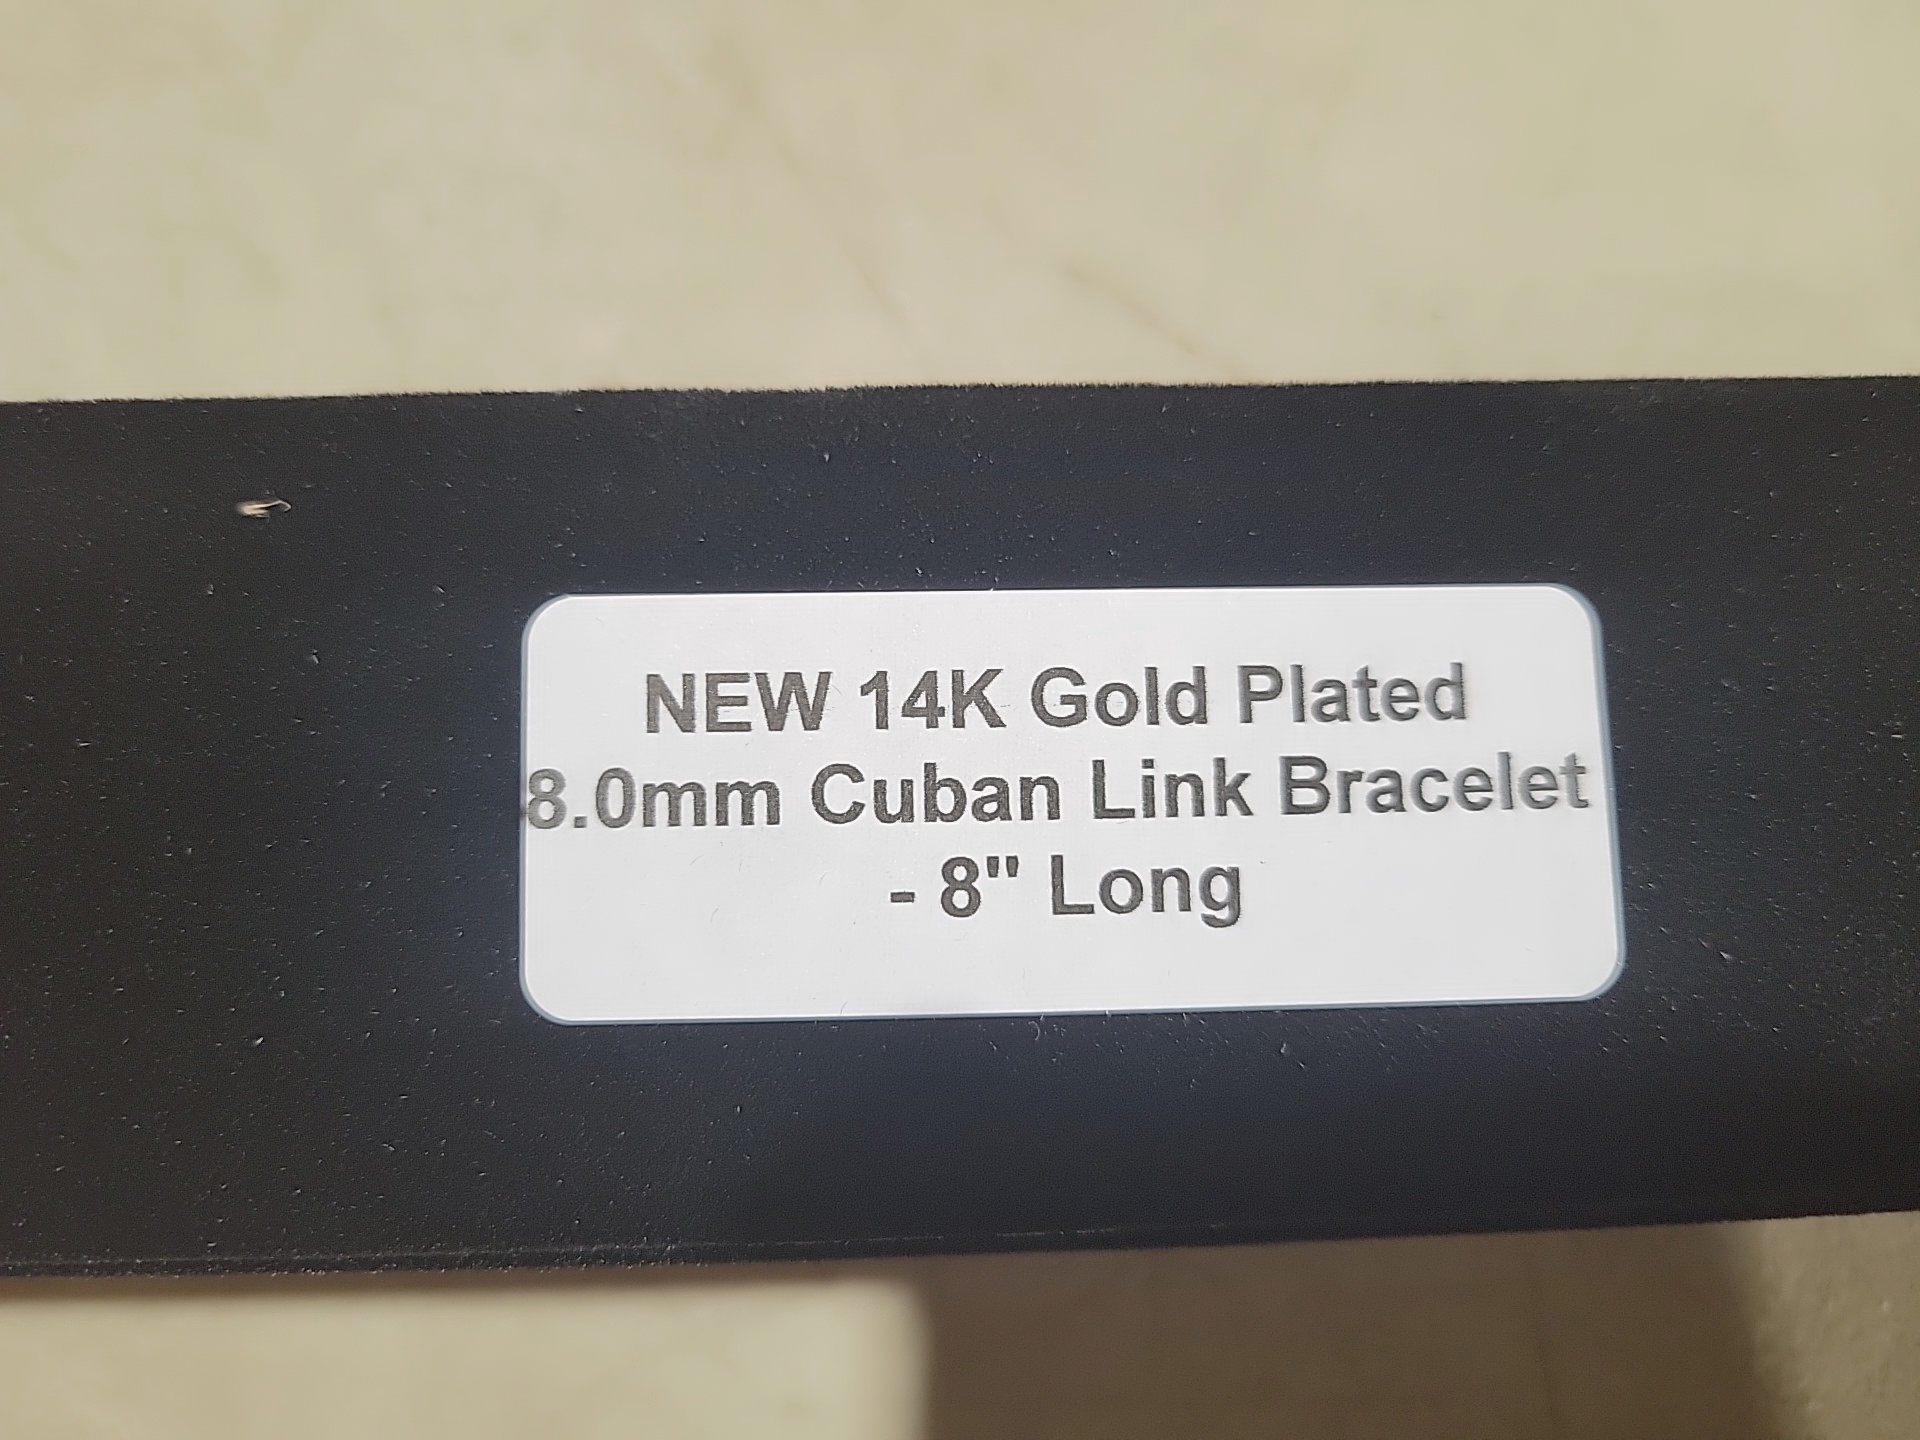 NEW 14K Gold Plated
8.0mm Cuban Link Bracelet
- 8" Long